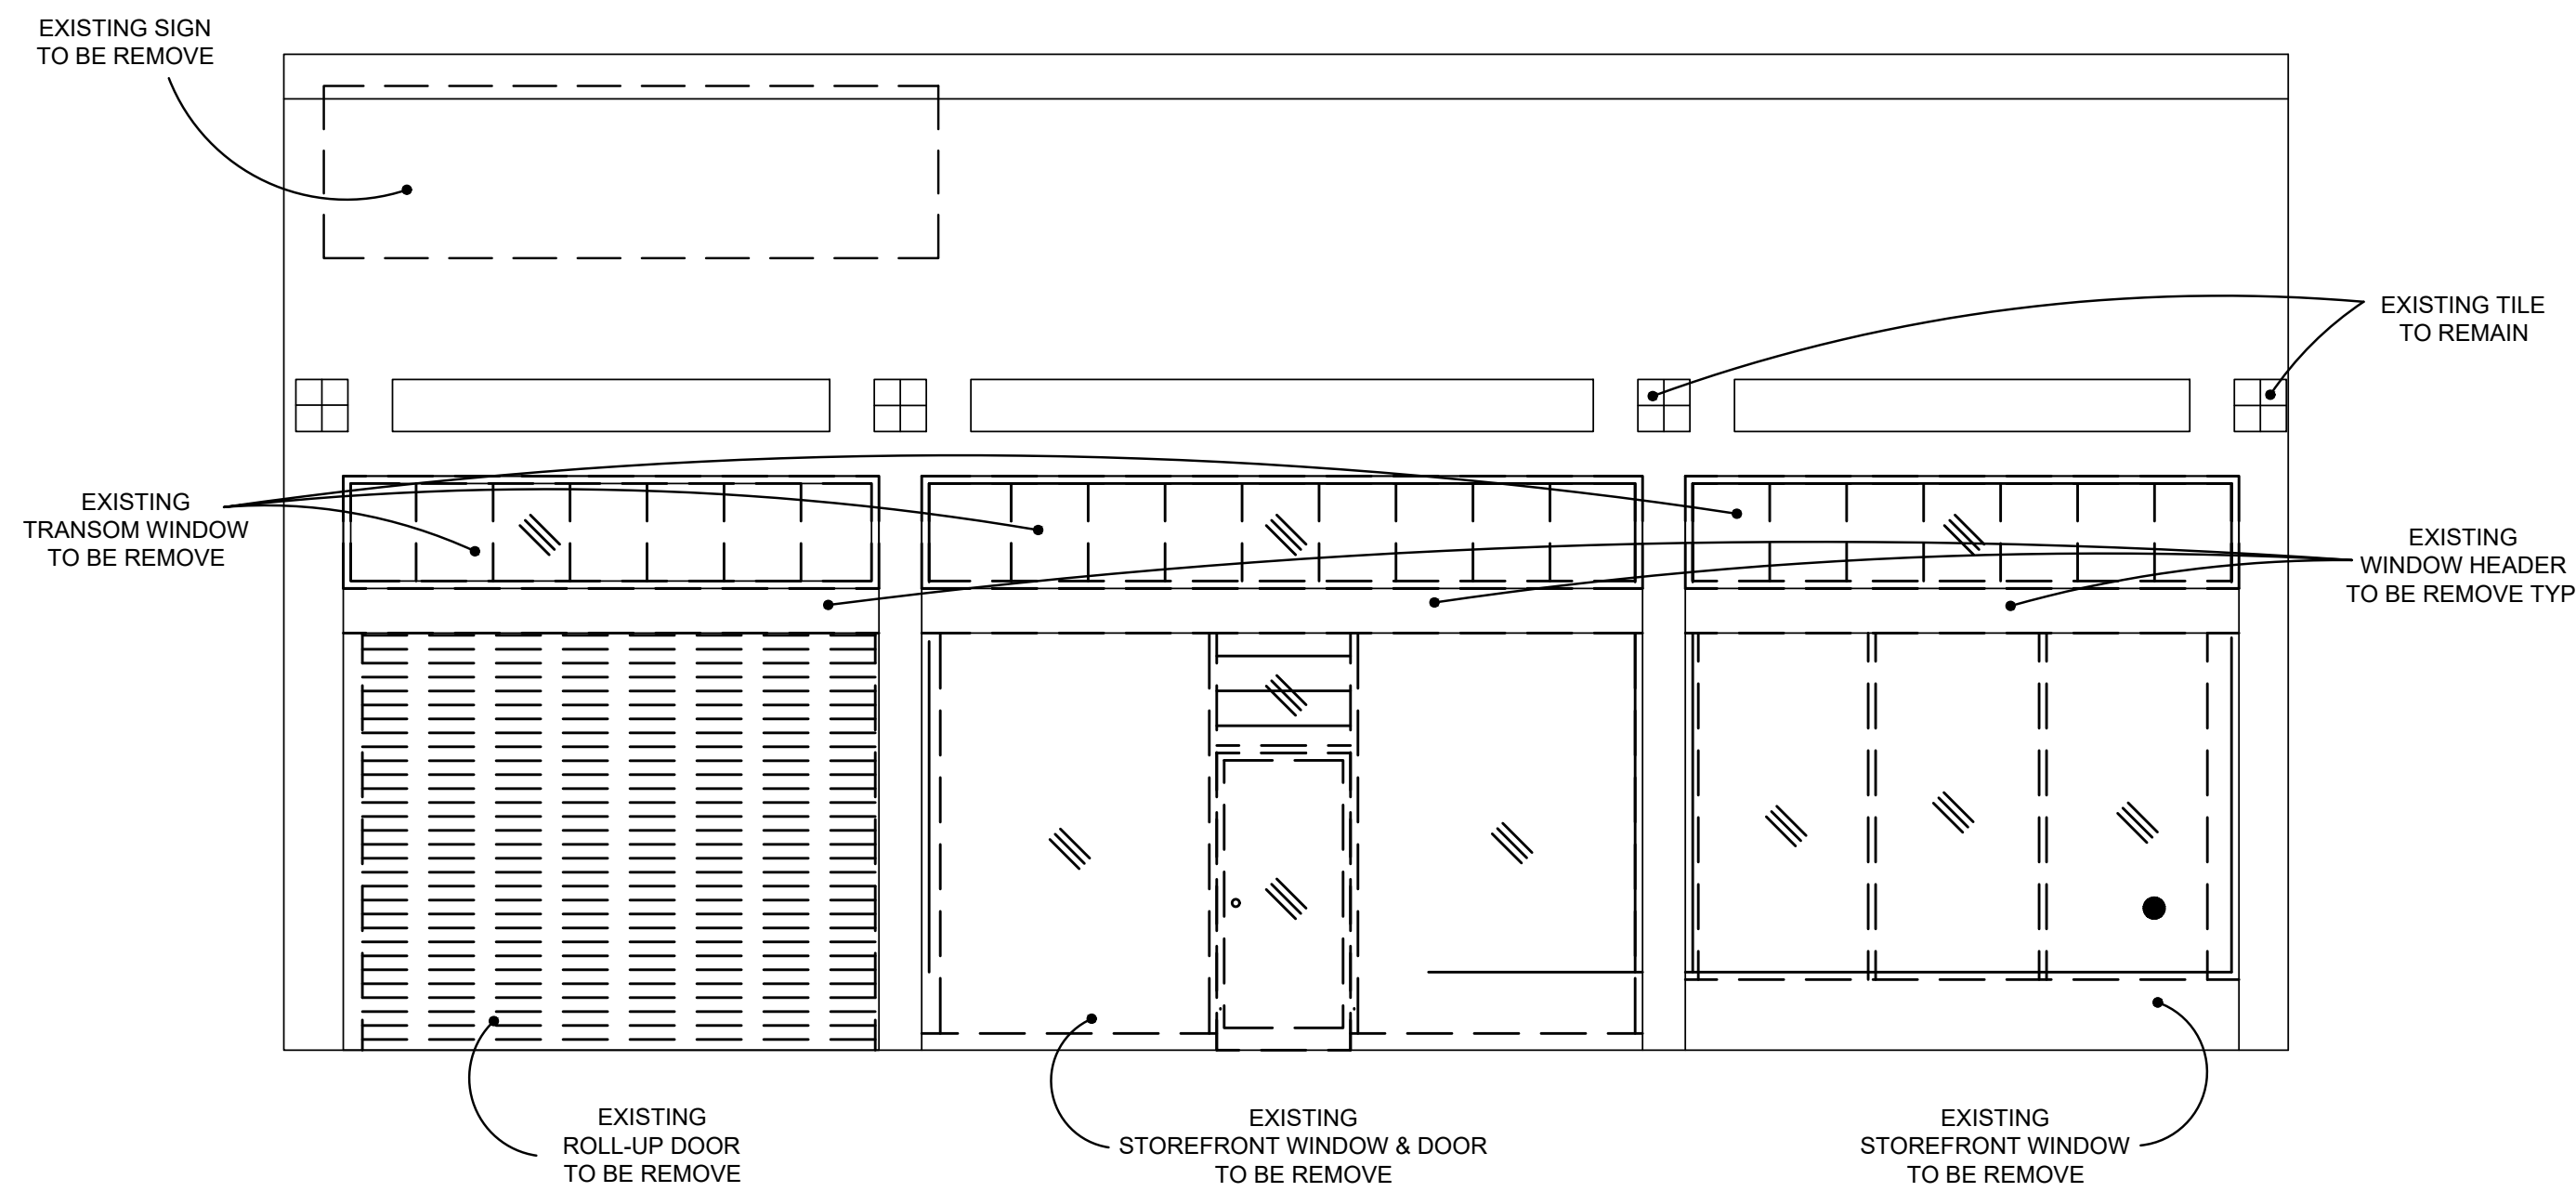 EXISTING SIGN
TO BE REMOVE
EXISTING TILE
TO REMAIN
EXISTING
TRANSOM WINDOW
TO BE REMOVE
EXISTING
WINDOW HEADER
TO BE REMOVE TYP
EXISTING
ROLL-UP DOOR
TO BE REMOVE
EXISTING
STOREFRONT WINDOW & DOOR
TO BE REMOVE
EXISTING
STOREFRONT WINDOW
TO BE REMOVE